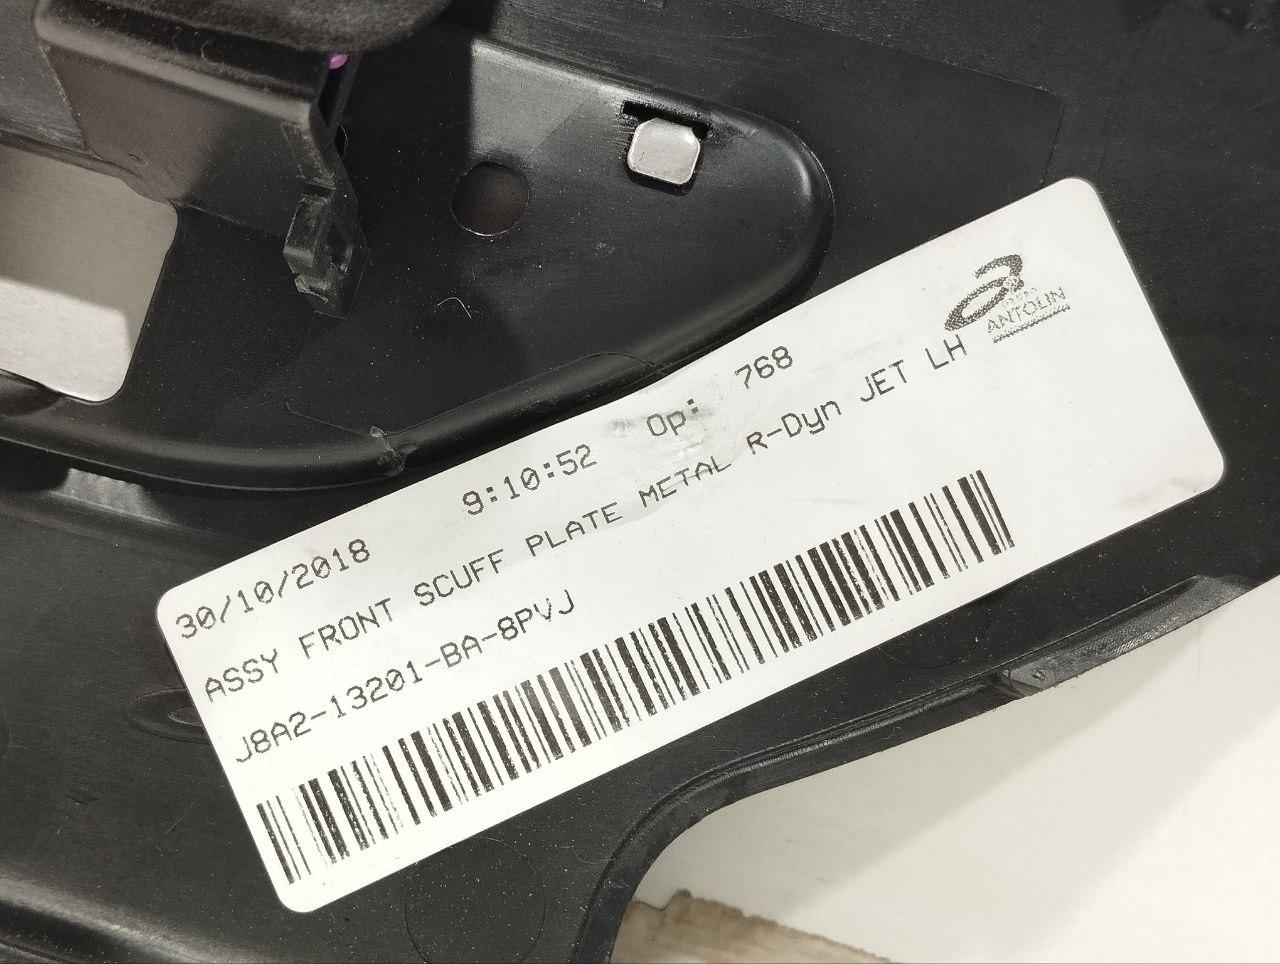 30/10/2018 9:10:52 Op: 768
ASSY FRONT SCUFF PLATE METAL R-Dyn JET LH
J8A2-13201-BA-8PVJ
ANTOLIN